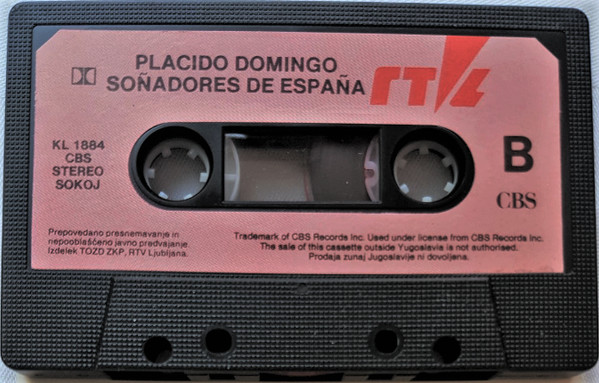 PLACIDO DOMINGO
SOÑADORES DE ESPAÑA
RTL
KL 1884
CBS
STEREO
SOKOJ
B
CBS
Prepovedano presnemavanje in
nepooblaščeno javno predvajanje.
Izdelek TOZD ZKP, RTV Ljubljana.
Trademark of CBS Records Inc. Used under license from CBS Records Inc.
The sale of this cassette outside Yugoslavia is not authorised.
Prodaja zunaj Jugoslavije ni dovoljena.